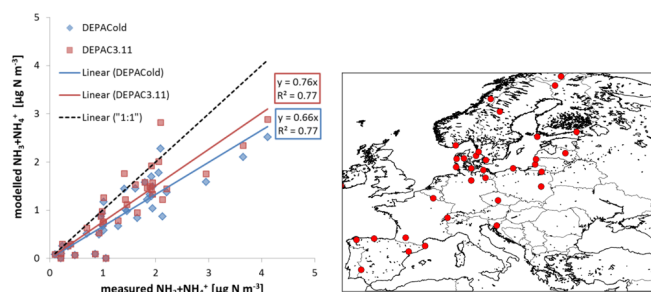 DEPACold
DEPAC3.11
Linear (DEPACold)
Linear (DEPAC3.11)
Linear ("1:1")
modelled NH₃+NH₄⁺ [µg N m⁻³]
5
4
3
2
1
0
y = 0.76x
R² = 0.77
y = 0.66x
R² = 0.77
0 1 2 3 4 5
measured NH₃+NH₄⁺ [µg N m⁻³]